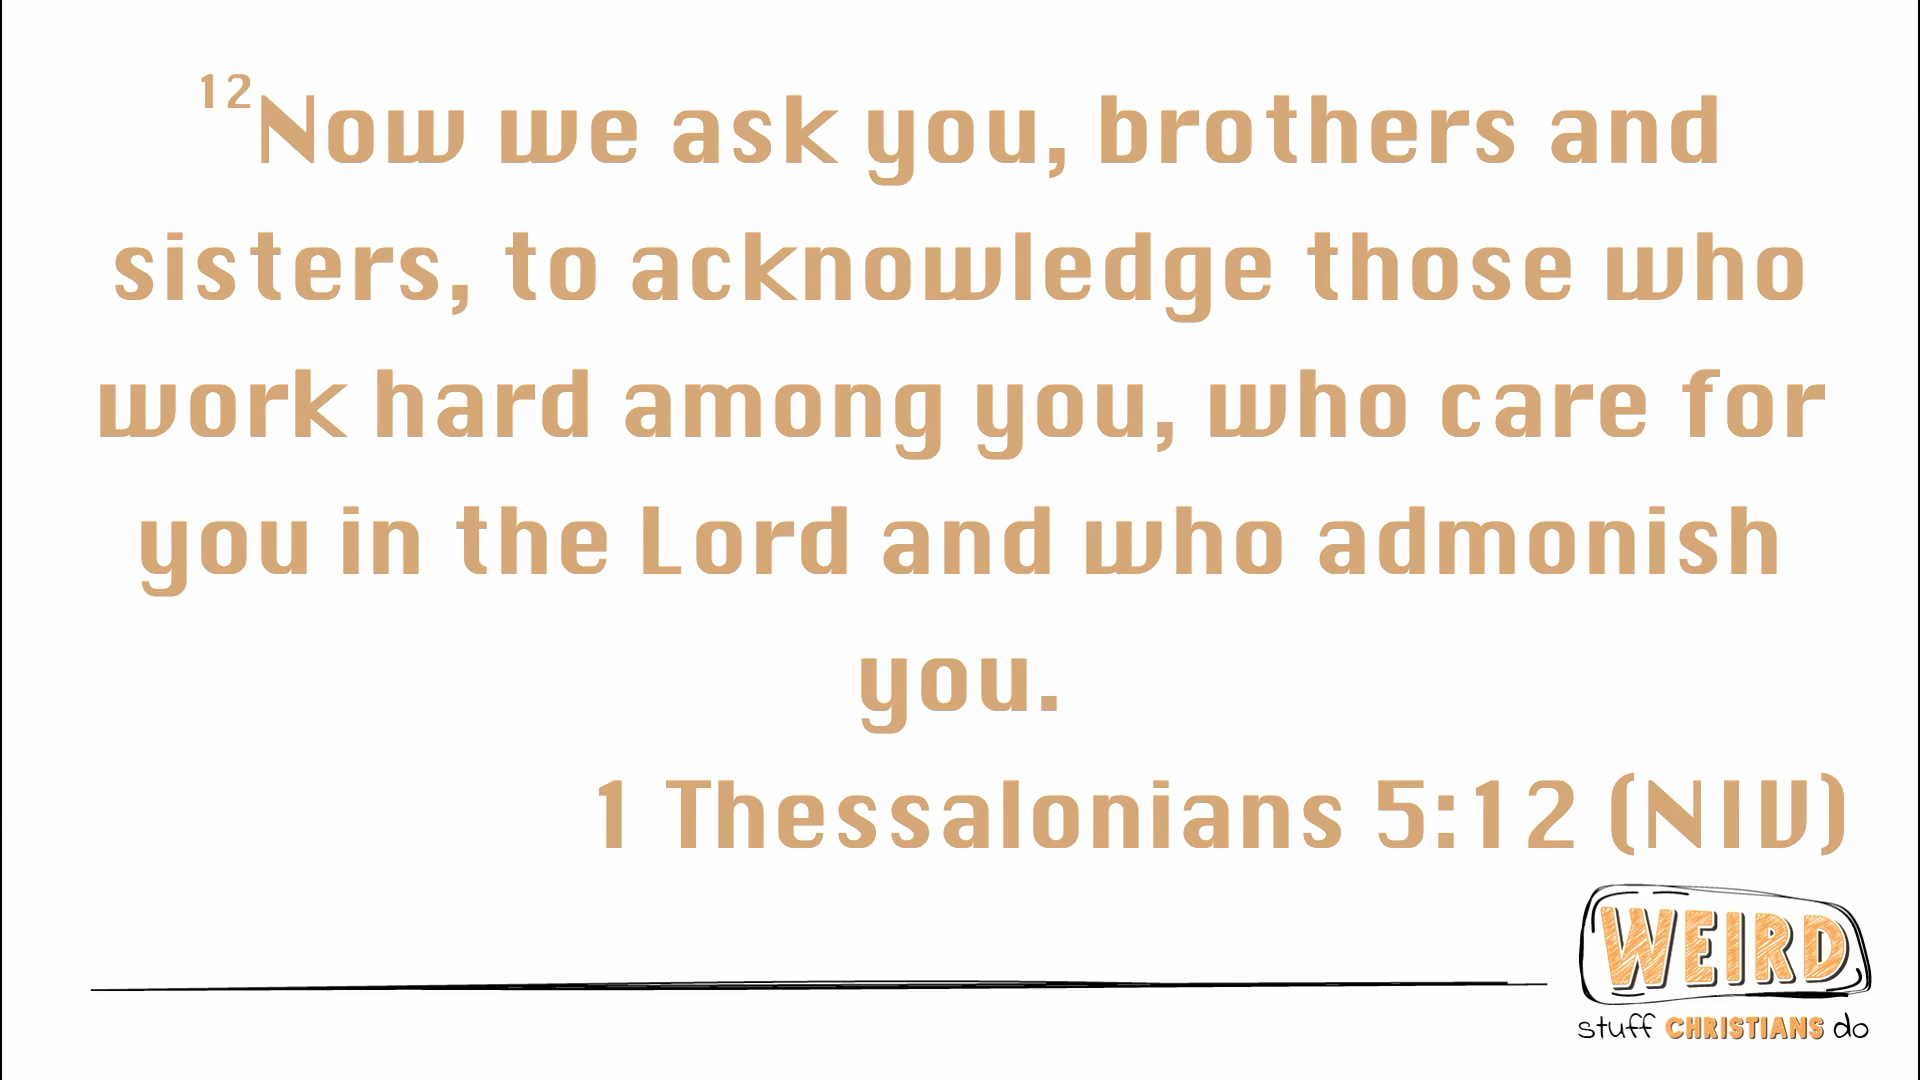 12Now we ask you, brothers and
sisters, to acknowledge those who
work hard among you, who care for
you in the Lord and who admonish
you.
1 Thessalonians 5:12 (NIV)
WEIRD
stuff CHRISTIANS do